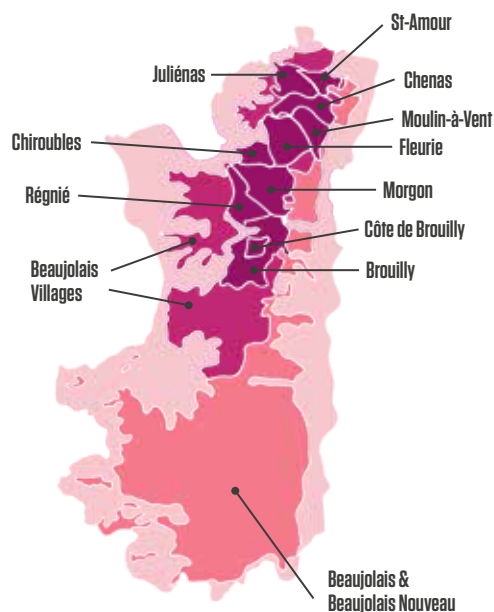 St-Amour
Juliénas
Chenas
Moulin-à-Vent
Chiroubles
Fleurie
Régnié
Morgon
Côte de Brouilly
Beaujolais
Villages
Brouilly
Beaujolais &
Beaujolais Nouveau